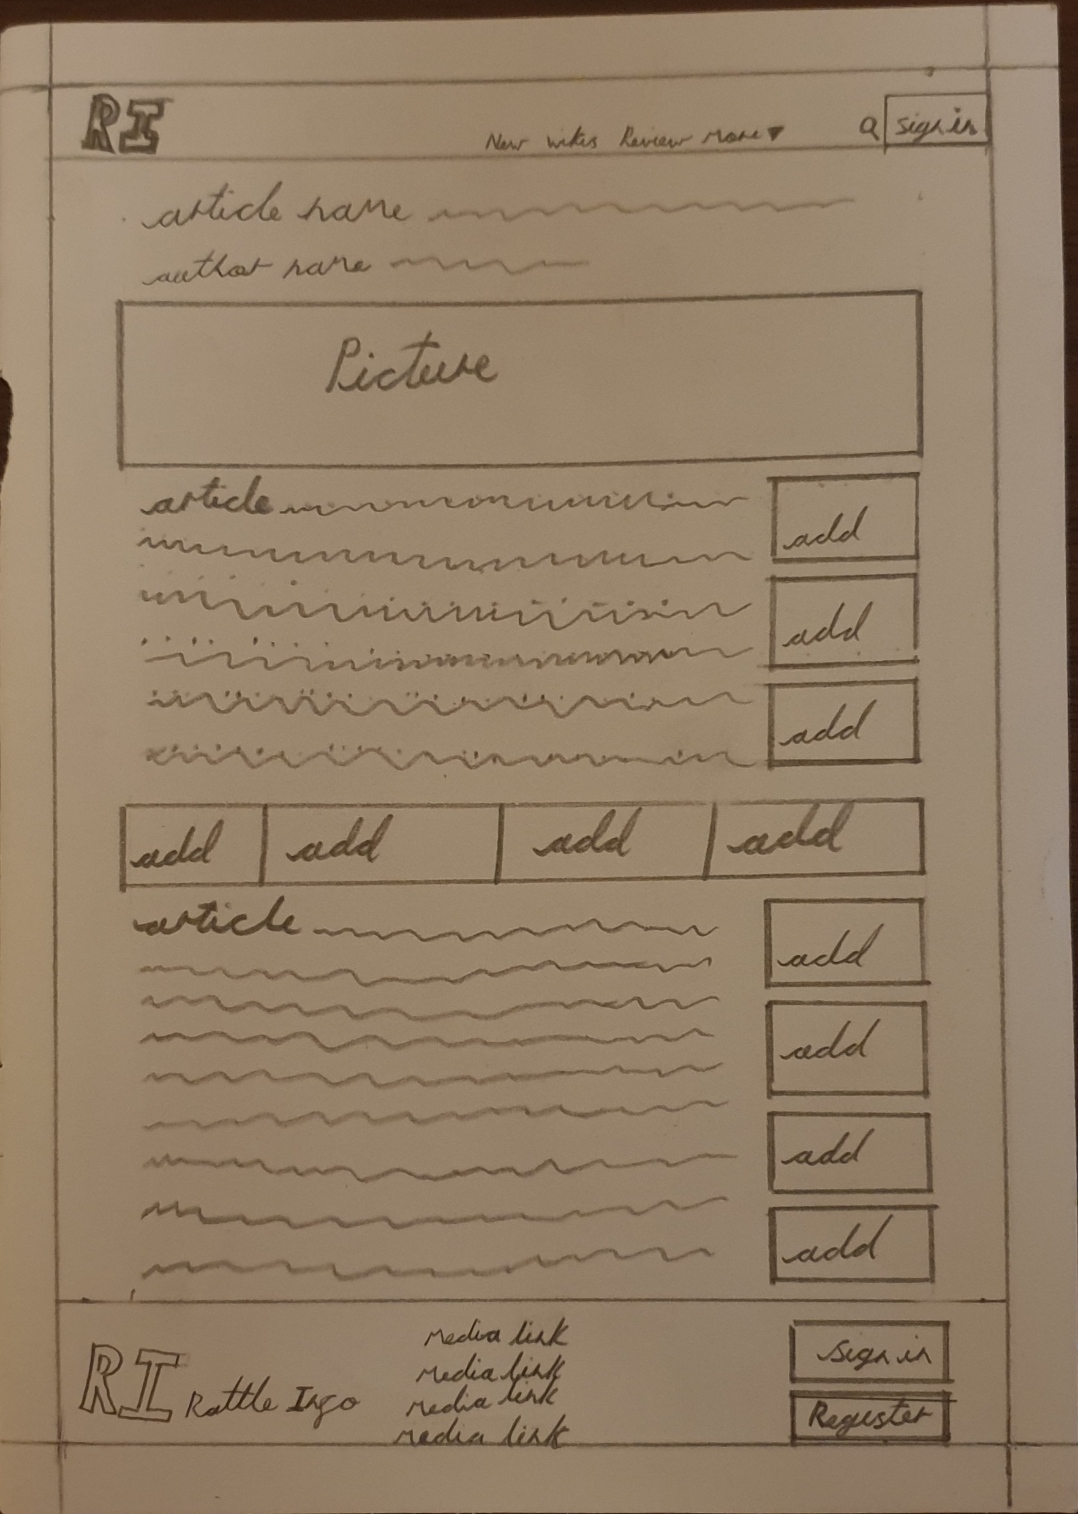 RI New wikis Review More ▼ Sign in
article name
author name
Picture
article
add
add
add
add add add add
article
add
add
add
add
RI Rattle Ingo
media link
media link
media link
media link
Sign in
Register